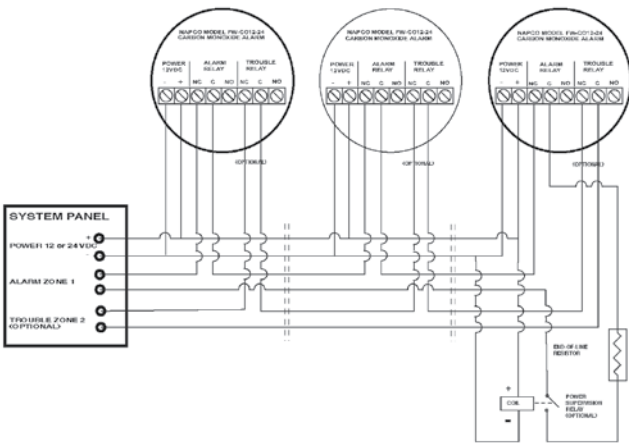 NAPCO MODEL FW-CO12-24
CARBON MONOXIDE ALARM
POWER
12VDC
ALARM
RELAY
TROUBLE
RELAY
- + NC C NO NC C NO
(OPTIONAL)
NAPCO MODEL FW-CO12-24
CARBON MONOXIDE ALARM
POWER
12VDC
ALARM
RELAY
TROUBLE
RELAY
- + NC C NO NC C NO
(OPTIONAL)
NAPCO MODEL FW-CO12-24
CARBON MONOXIDE ALARM
POWER
12VDC
ALARM
RELAY
TROUBLE
RELAY
- + NC C NO NC C NO
(OPTIONAL)
SYSTEM PANEL
+
POWER 12 or 24 VDC
-
ALARM ZONE 1
TROUBLE ZONE 2
(OPTIONAL)
END-OF-LINE
RESISTOR
+
COIL
-
POWER
SUPERVISION
RELAY
(OPTIONAL)